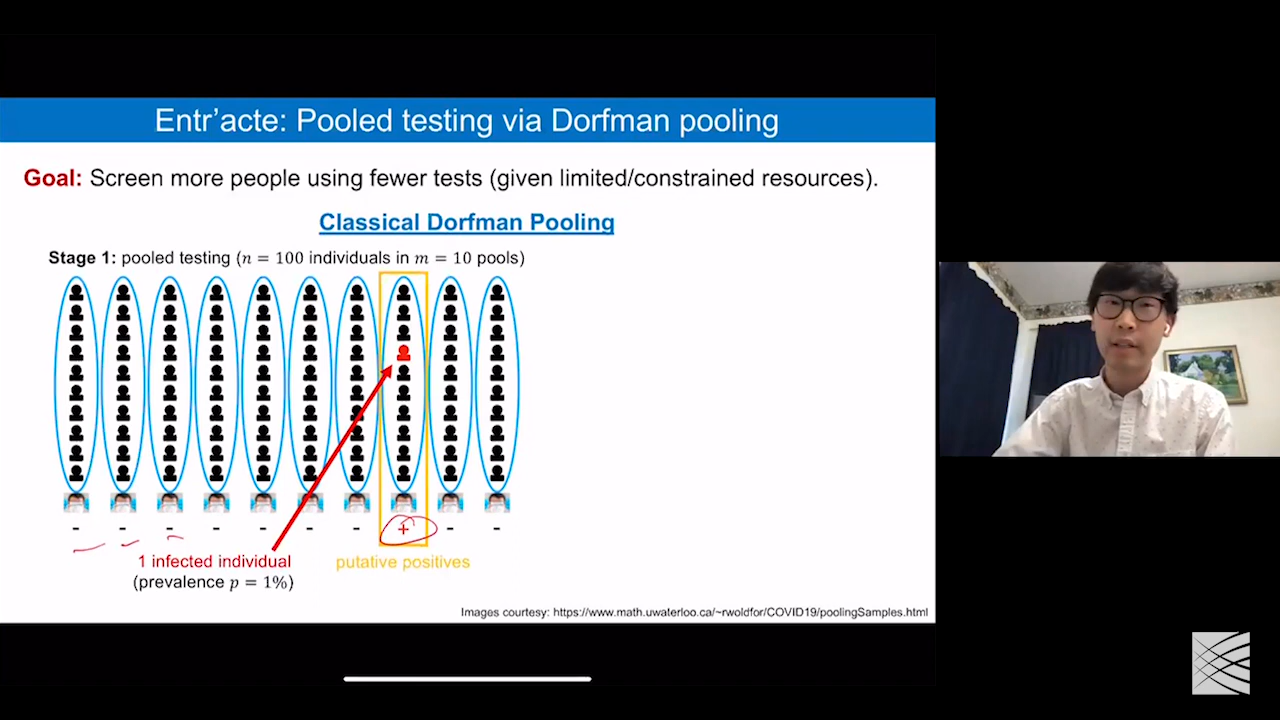 Entr’acte: Pooled testing via Dorfman pooling
Goal: Screen more people using fewer tests (given limited/constrained resources).
Classical Dorfman Pooling
Stage 1: pooled testing (n = 100 individuals in m = 10 pools)
- - - - - - - + - -
1 infected individual
(prevalence p = 1%)
putative positives
Images courtesy: https://www.math.uwaterloo.ca/~rwoldfor/COVID19/poolingSamples.html